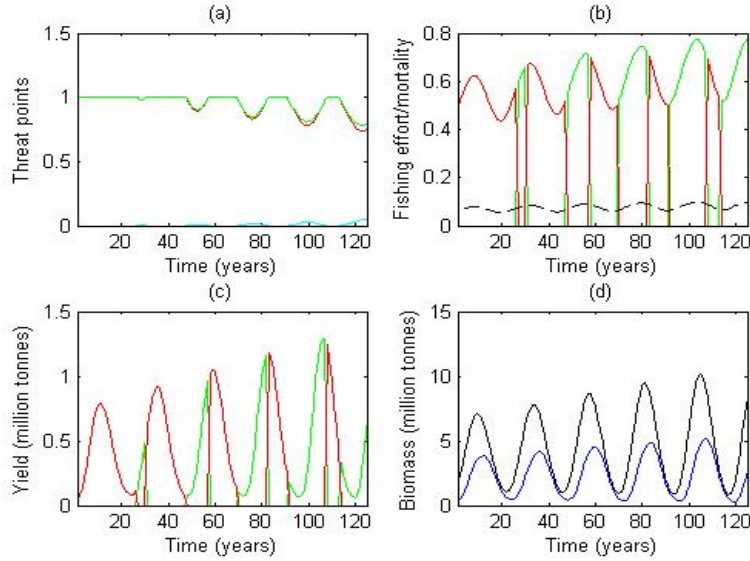 (a)
1.5
1
0.5
0
Threat points
20 40 60 80 100 120
Time (years)
(b)
0.8
0.6
0.4
0.2
0
Fishing effort/mortality
20 40 60 80 100 120
Time (years)
(c)
1.5
1
0.5
0
Yield (million tonnes)
20 40 60 80 100 120
Time (years)
(d)
15
10
5
0
Biomass (million tonnes)
20 40 60 80 100 120
Time (years)